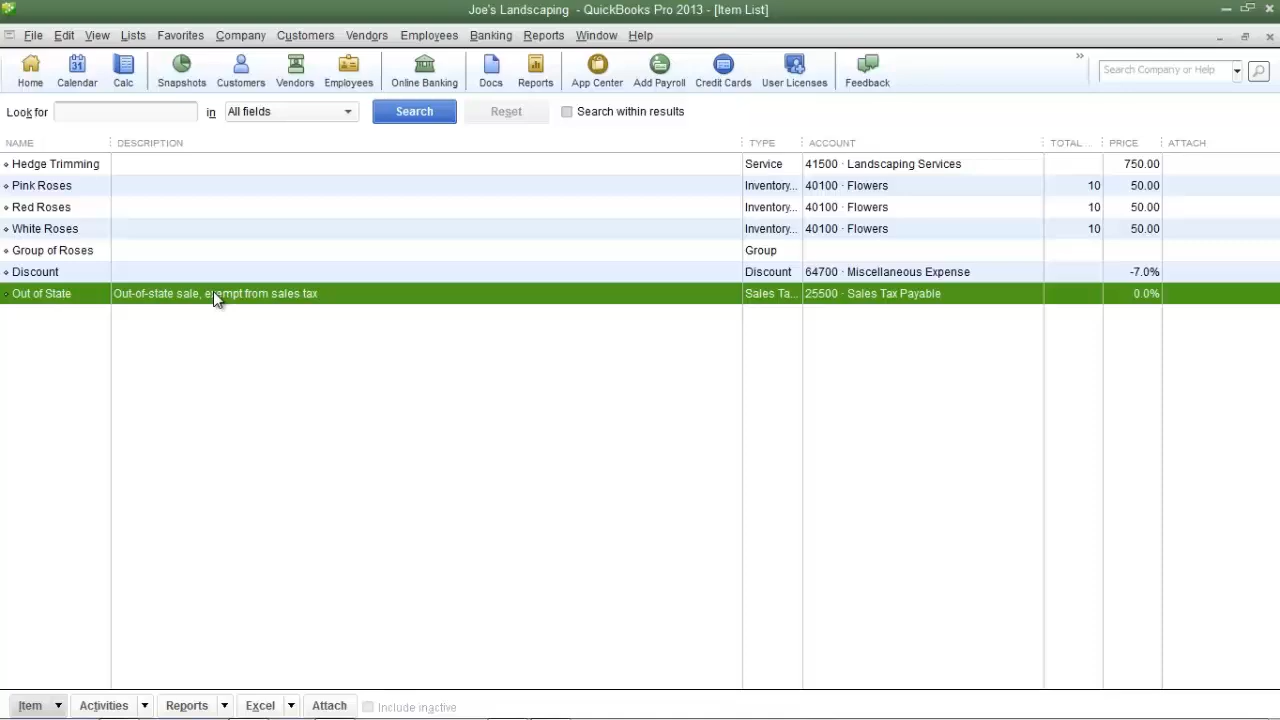 Joe's Landscaping - QuickBooks Pro 2013 - [Item List]
File Edit View Lists Favorites Company Customers Vendors Employees Banking Reports Window Help
Home Calendar Calc Snapshots Customers Vendors Employees Online Banking Docs Reports App Center Add Payroll Credit Cards User Licenses Feedback » Search Company or Help
31
Look for in All fields Search Reset Search within results
NAME DESCRIPTION TYPE ACCOUNT TOTAL... PRICE ATTACH
Hedge Trimming Service 41500 · Landscaping Services 750.00
Pink Roses Inventory... 40100 · Flowers 10 50.00
Red Roses Inventory... 40100 · Flowers 10 50.00
White Roses Inventory... 40100 · Flowers 10 50.00
Group of Roses Group
Discount Discount 64700 · Miscellaneous Expense -7.0%
Out of State Out-of-state sale, exempt from sales tax Sales Ta... 25500 · Sales Tax Payable 0.0%
Item Activities Reports Excel Attach Include inactive